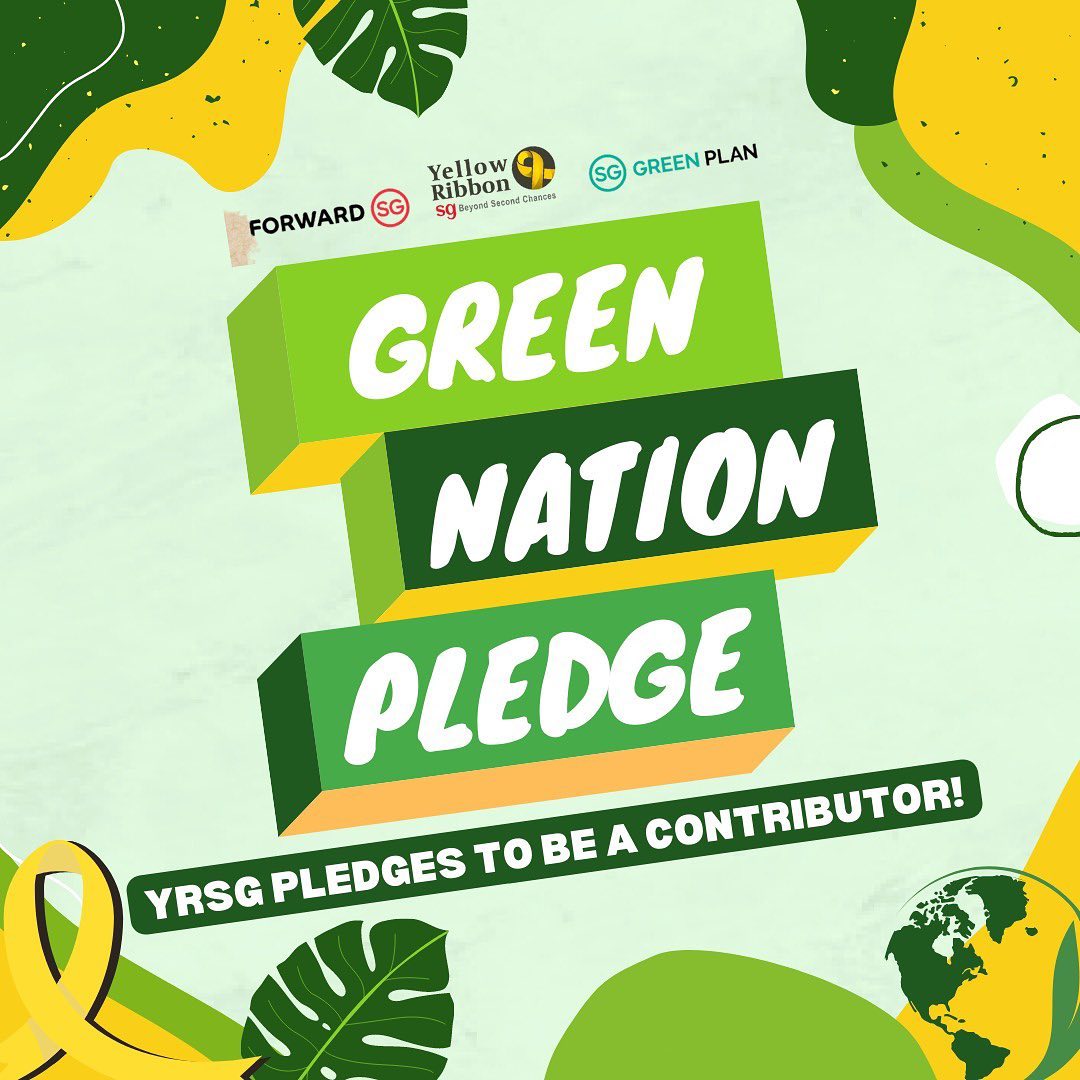 FORWARD SG
Yellow
Ribbon
sg Beyond Second Chances
SG GREEN PLAN
GREEN
NATION
PLEDGE
YRSG PLEDGES TO BE A CONTRIBUTOR!